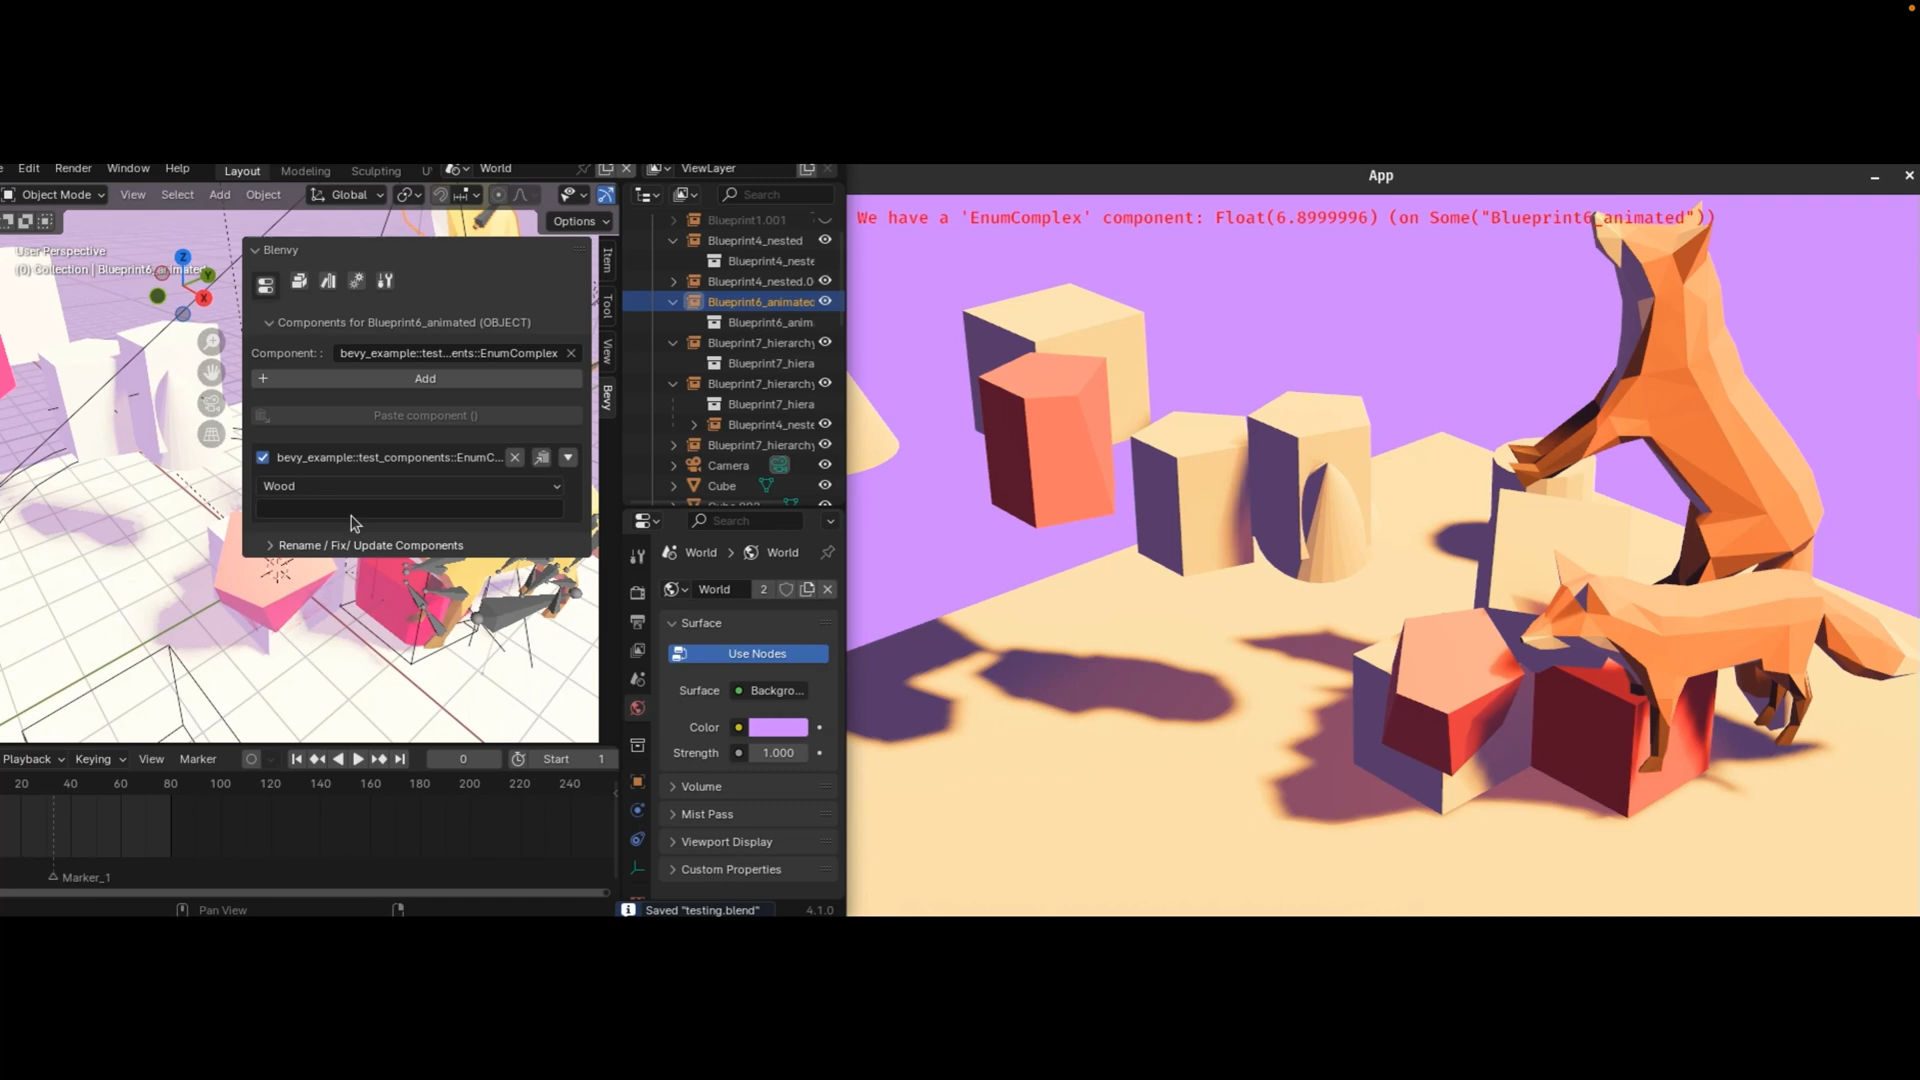 Edit Render Window Help Layout Modeling Sculpting World ViewLayer
App
Object Mode View Select Add Object Global Search
Options
We have a 'EnumComplex' component: Float(6.8999996) (on Some("Blueprint6_animated"))
User Perspective
(0) Collection | Blueprint6_animated
Z
Y
X
Blenvy
Components for Blueprint6_animated (OBJECT)
Component: : bevy_example::test...ents::EnumComplex
Add
Paste component ()
bevy_example::test_components::EnumC...
Wood
Rename / Fix/ Update Components
Item
Tool
View
Bevy
Blueprint1.001
Blueprint4_nested
Blueprint4_neste
Blueprint4_nested.0
Blueprint6_animated
Blueprint6_anim
Blueprint7_hierarchy
Blueprint7_hiera
Blueprint7_hierarchy
Blueprint7_hiera
Blueprint4_neste
Blueprint7_hierarchy
Camera
Cube
Search
World World
World 2
Surface
Use Nodes
Surface Backgro...
Color
Strength 1.000
Volume
Mist Pass
Viewport Display
Custom Properties
Playback Keying View Marker 0 Start 1
20 40 60 80 100 120 140 160 180 200 220 240
Marker_1
Pan View
Saved "testing.blend" 4.1.0